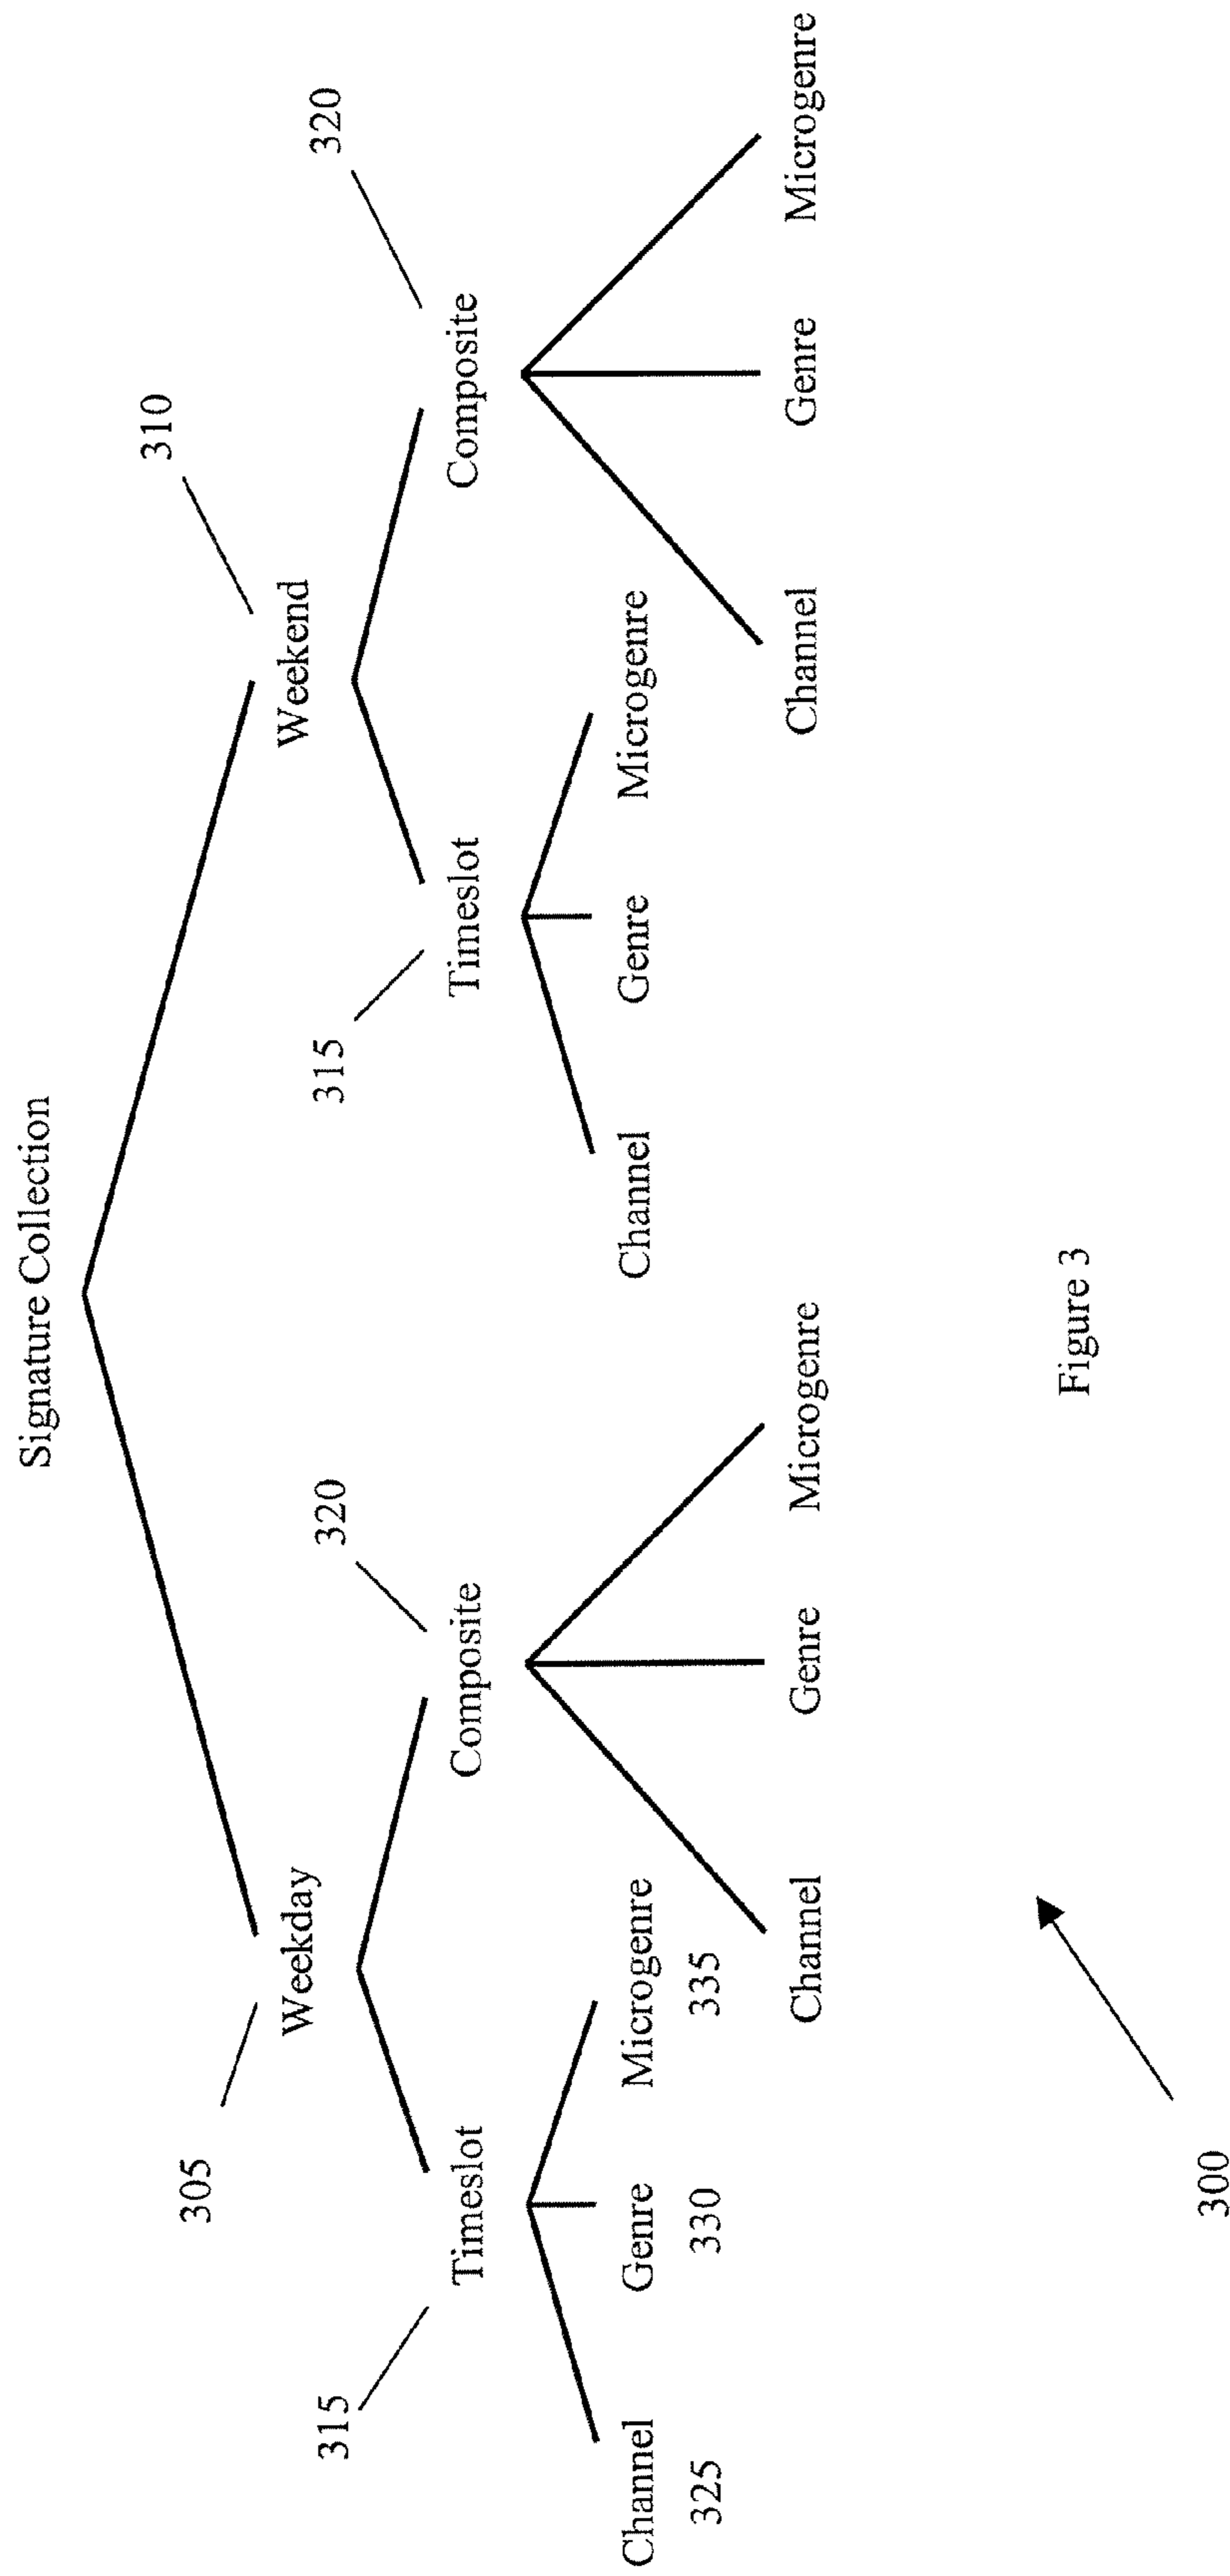 Signature Collection
310
Weekday
Weekend
305
320
320
315
315
Timeslot
Composite
Timeslot
Composite
Channel
Genre
Microgenre
Channel
Genre
Microgenre
325
330
335
Channel
Genre
Microgenre
Channel
Genre
Microgenre
Figure 3
300